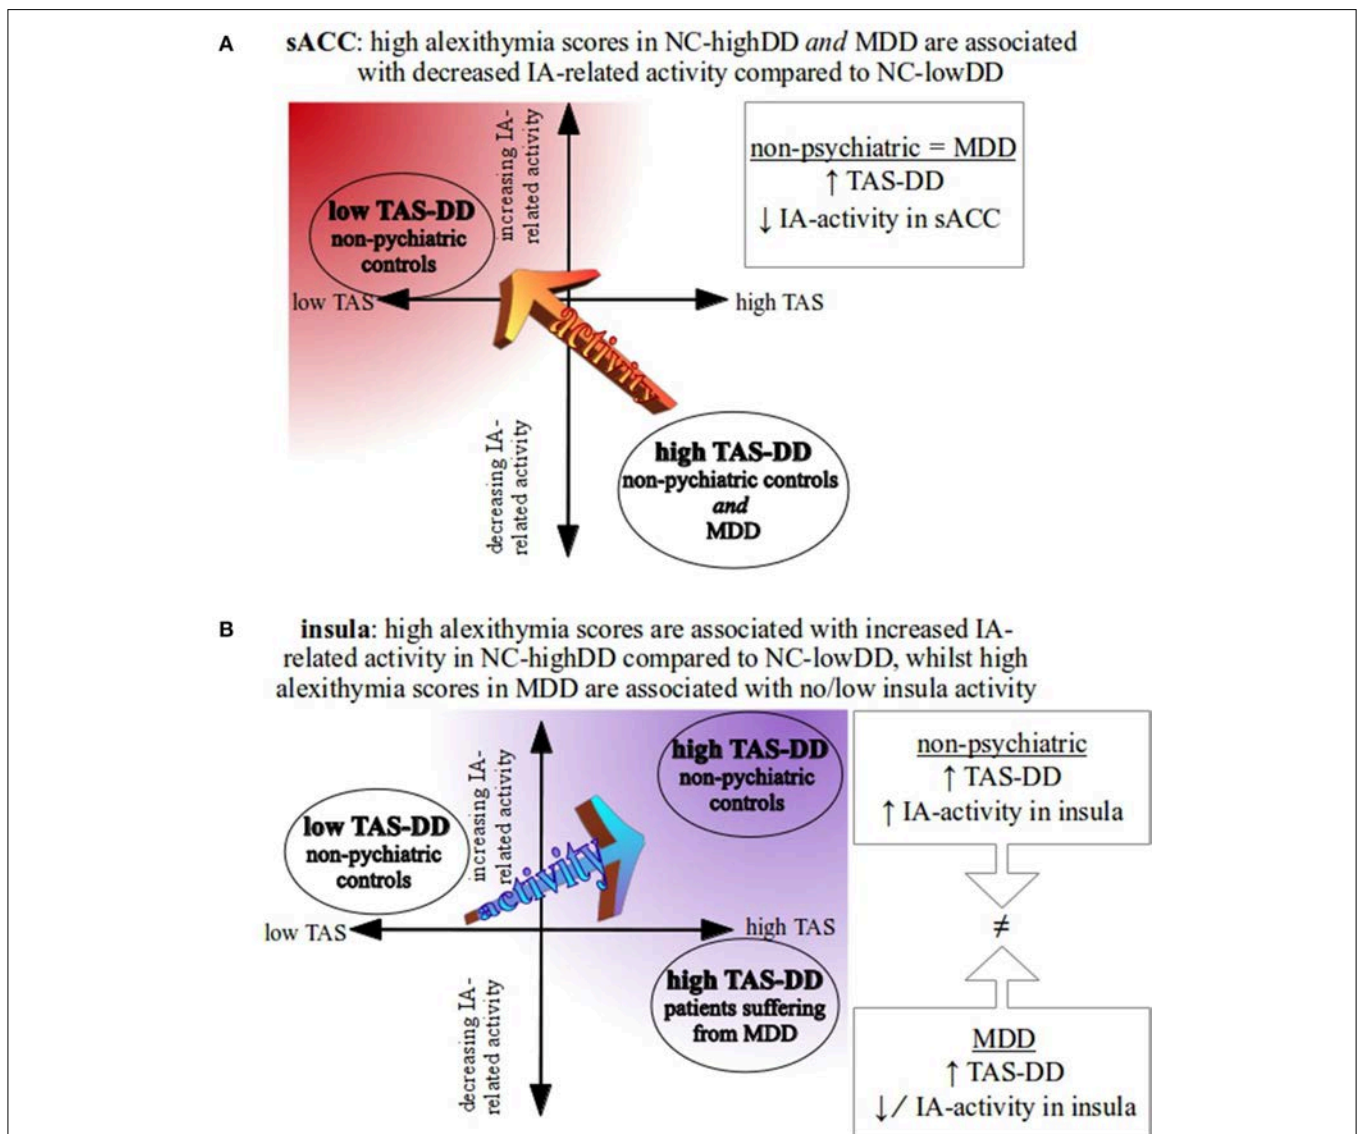 A
sACC: high alexithymia scores in NC-highDD and MDD are associated
with decreased IA-related activity compared to NC-lowDD
increasing IA-
related activity
non-psychiatric = MDD
↑ TAS-DD
↓ IA-activity in sACC
low TAS-DD
non-pychiatric
controls
low TAS
high TAS
activity
decreasing IA-
related activity
high TAS-DD
non-pychiatric controls
and
MDD
B
insula: high alexithymia scores are associated with increased IA-
related activity in NC-highDD compared to NC-lowDD, whilst high
alexithymia scores in MDD are associated with no/low insula activity
increasing IA-
related activity
high TAS-DD
non-pychiatric
controls
non-psychiatric
↑ TAS-DD
↑ IA-activity in insula
low TAS-DD
non-pychiatric
controls
activity
low TAS
high TAS
≠
decreasing IA-
related activity
high TAS-DD
patients suffering
from MDD
MDD
↑ TAS-DD
↓/ IA-activity in insula